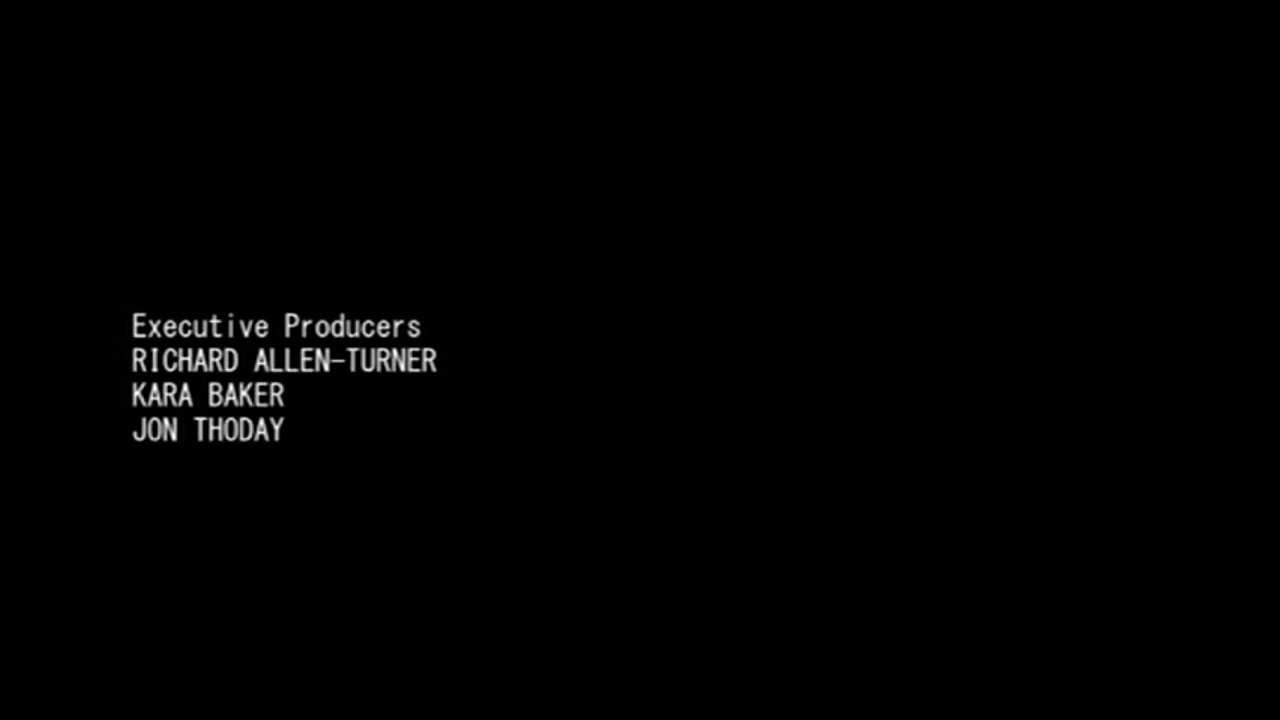 Executive Producers
RICHARD ALLEN-TURNER
KARA BAKER
JON THODAY